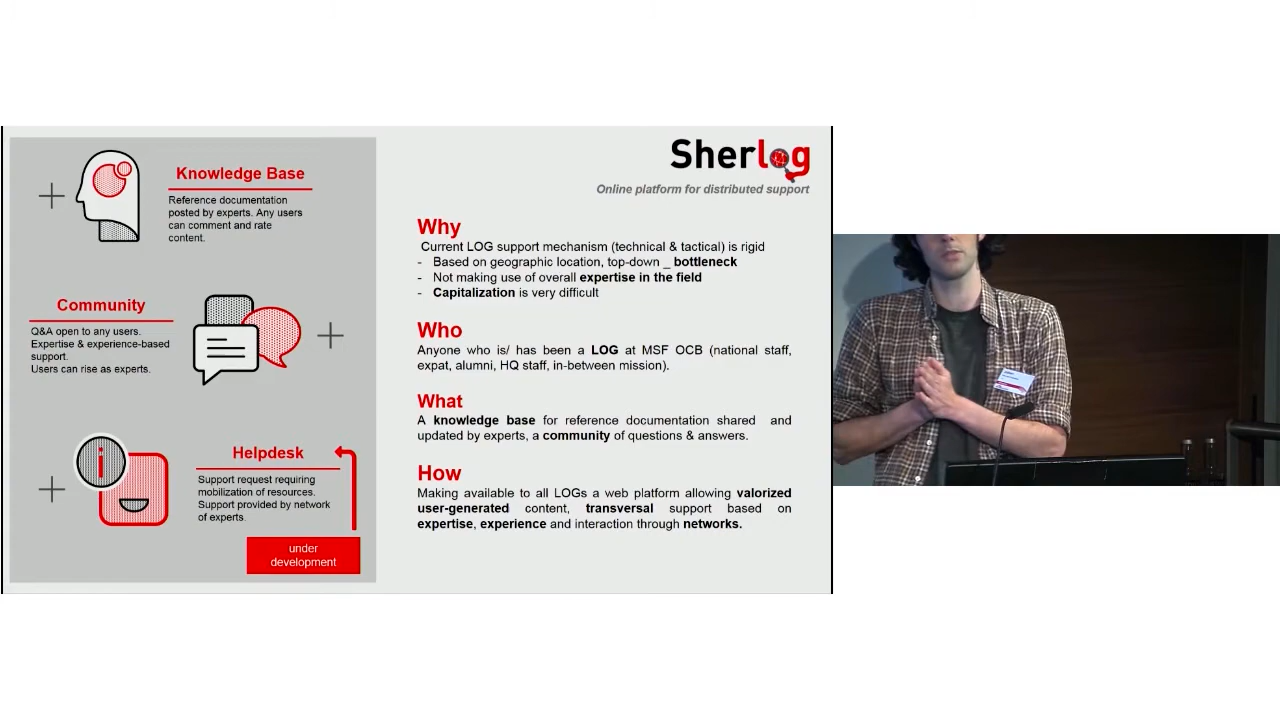 Knowledge Base
Reference documentation
posted by experts. Any users
can comment and rate
content.
Community
Q&A open to any users.
Expertise & experience-based
support.
Users can rise as experts.
i
Helpdesk
Support request requiring
mobilization of resources.
Support provided by network
of experts.
under
development
Sherlog
Online platform for distributed support
Why
Current LOG support mechanism (technical & tactical) is rigid
- Based on geographic location, top-down _ bottleneck
- Not making use of overall expertise in the field
- Capitalization is very difficult
Who
Anyone who is/ has been a LOG at MSF OCB (national staff,
expat, alumni, HQ staff, in-between mission).
What
A knowledge base for reference documentation shared and
updated by experts, a community of questions & answers.
How
Making available to all LOGs a web platform allowing valorized
user-generated content, transversal support based on
expertise, experience and interaction through networks.